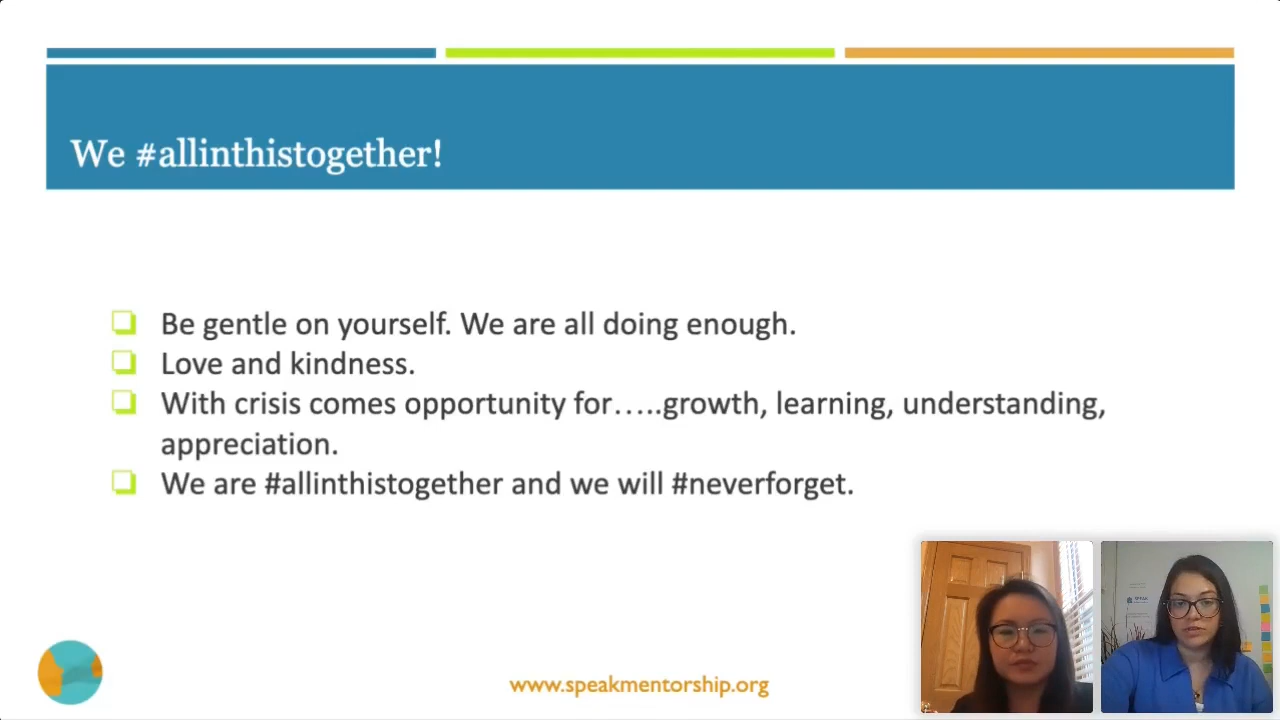 We #allinthistogether!
Be gentle on yourself. We are all doing enough.
Love and kindness.
With crisis comes opportunity for…..growth, learning, understanding,
appreciation.
We are #allinthistogether and we will #neverforget.
www.speakmentorship.org
SPEAK